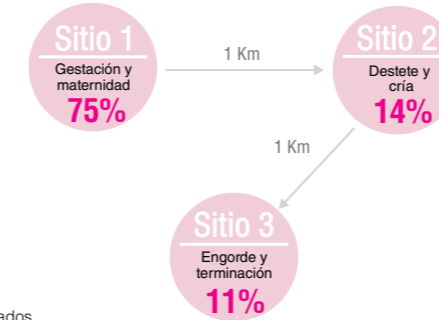 Sitio 1
Gestación y
maternidad
75%
1 Km
Sitio 2
Destete y
cría
14%
1 Km
Sitio 3
Engorde y
terminación
11%